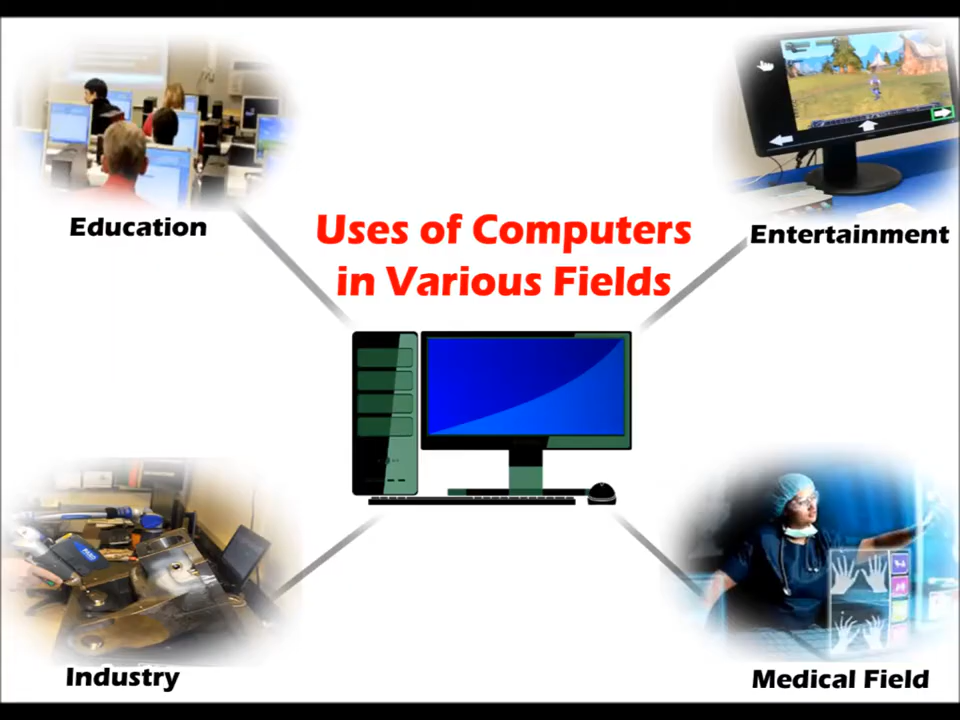 Education
Uses of Computers
in Various Fields
Entertainment
Industry
Medical Field